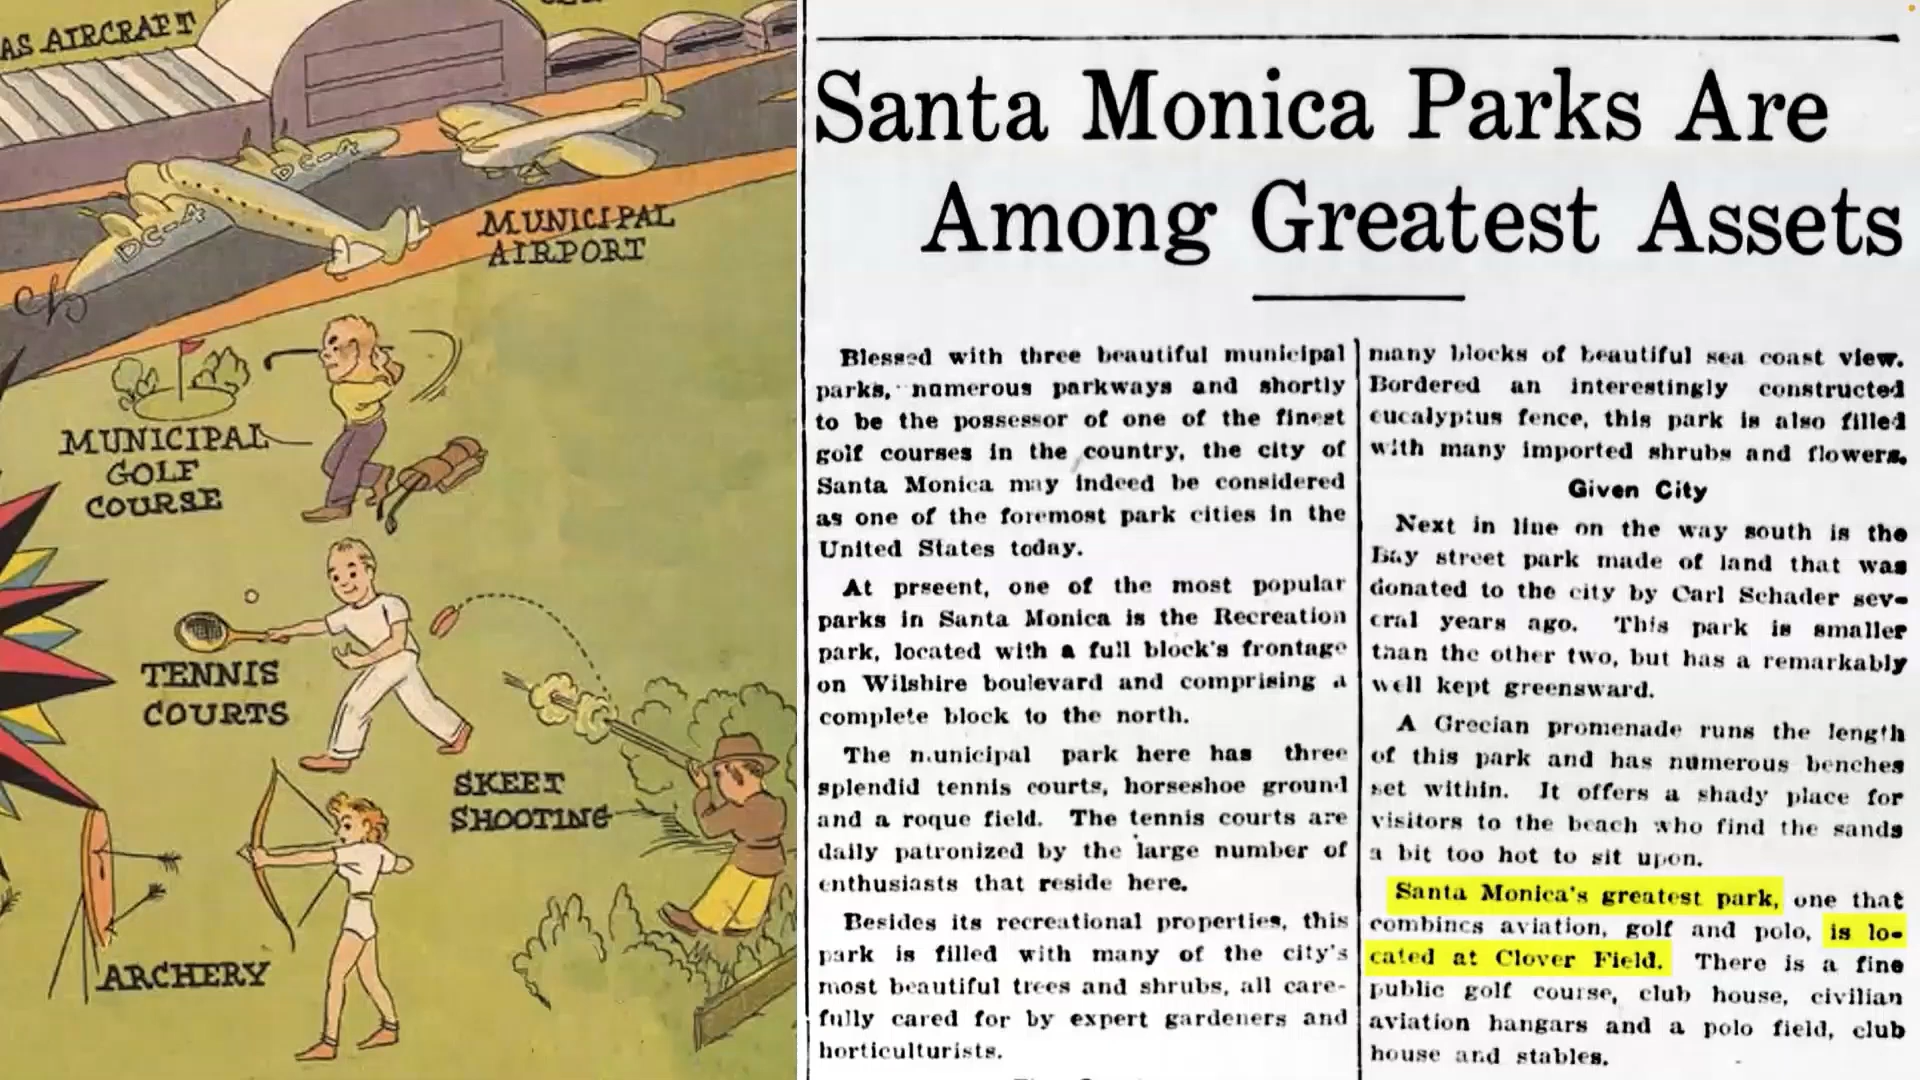 AS AIRCRAFT
DC-4
DC-4
MUNICIPAL
AIRPORT
MUNICIPAL
GOLF
COURSE
TENNIS
COURTS
SKEET
SHOOTING
ARCHERY
Santa Monica Parks Are
Among Greatest Assets
Blessed with three beautiful municipal
parks, numerous parkways and shortly
to be the possessor of one of the finest
golf courses in the country, the city of
Santa Monica may indeed be considered
as one of the foremost park cities in the
United States today.
At prseent, one of the most popular
parks in Santa Monica is the Recreation
park, located with a full block's frontage
on Wilshire boulevard and comprising a
complete block to the north.
The municipal park here has three
splendid tennis courts, horseshoe ground
and a roque field. The tennis courts are
daily patronized by the large number of
enthusiasts that reside here.
Besides its recreational properties, this
park is filled with many of the city's
most beautiful trees and shrubs, all care-
fully cared for by expert gardeners and
horticulturists.
many blocks of beautiful sea coast view.
Bordered an interestingly constructed
eucalyptus fence, this park is also filled
with many imported shrubs and flowers.
Given City
Next in line on the way south is the
Bay street park made of land that was
donated to the city by Carl Schader sev-
eral years ago. This park is smaller
than the other two, but has a remarkably
well kept greensward.
A Grecian promenade runs the length
of this park and has numerous benches
set within. It offers a shady place for
visitors to the beach who find the sands
a bit too hot to sit upon.
Santa Monica's greatest park, one that
combines aviation, golf and polo, is lo-
cated at Clover Field. There is a fine
public golf course, club house, civilian
aviation hangars and a polo field, club
house and stables.